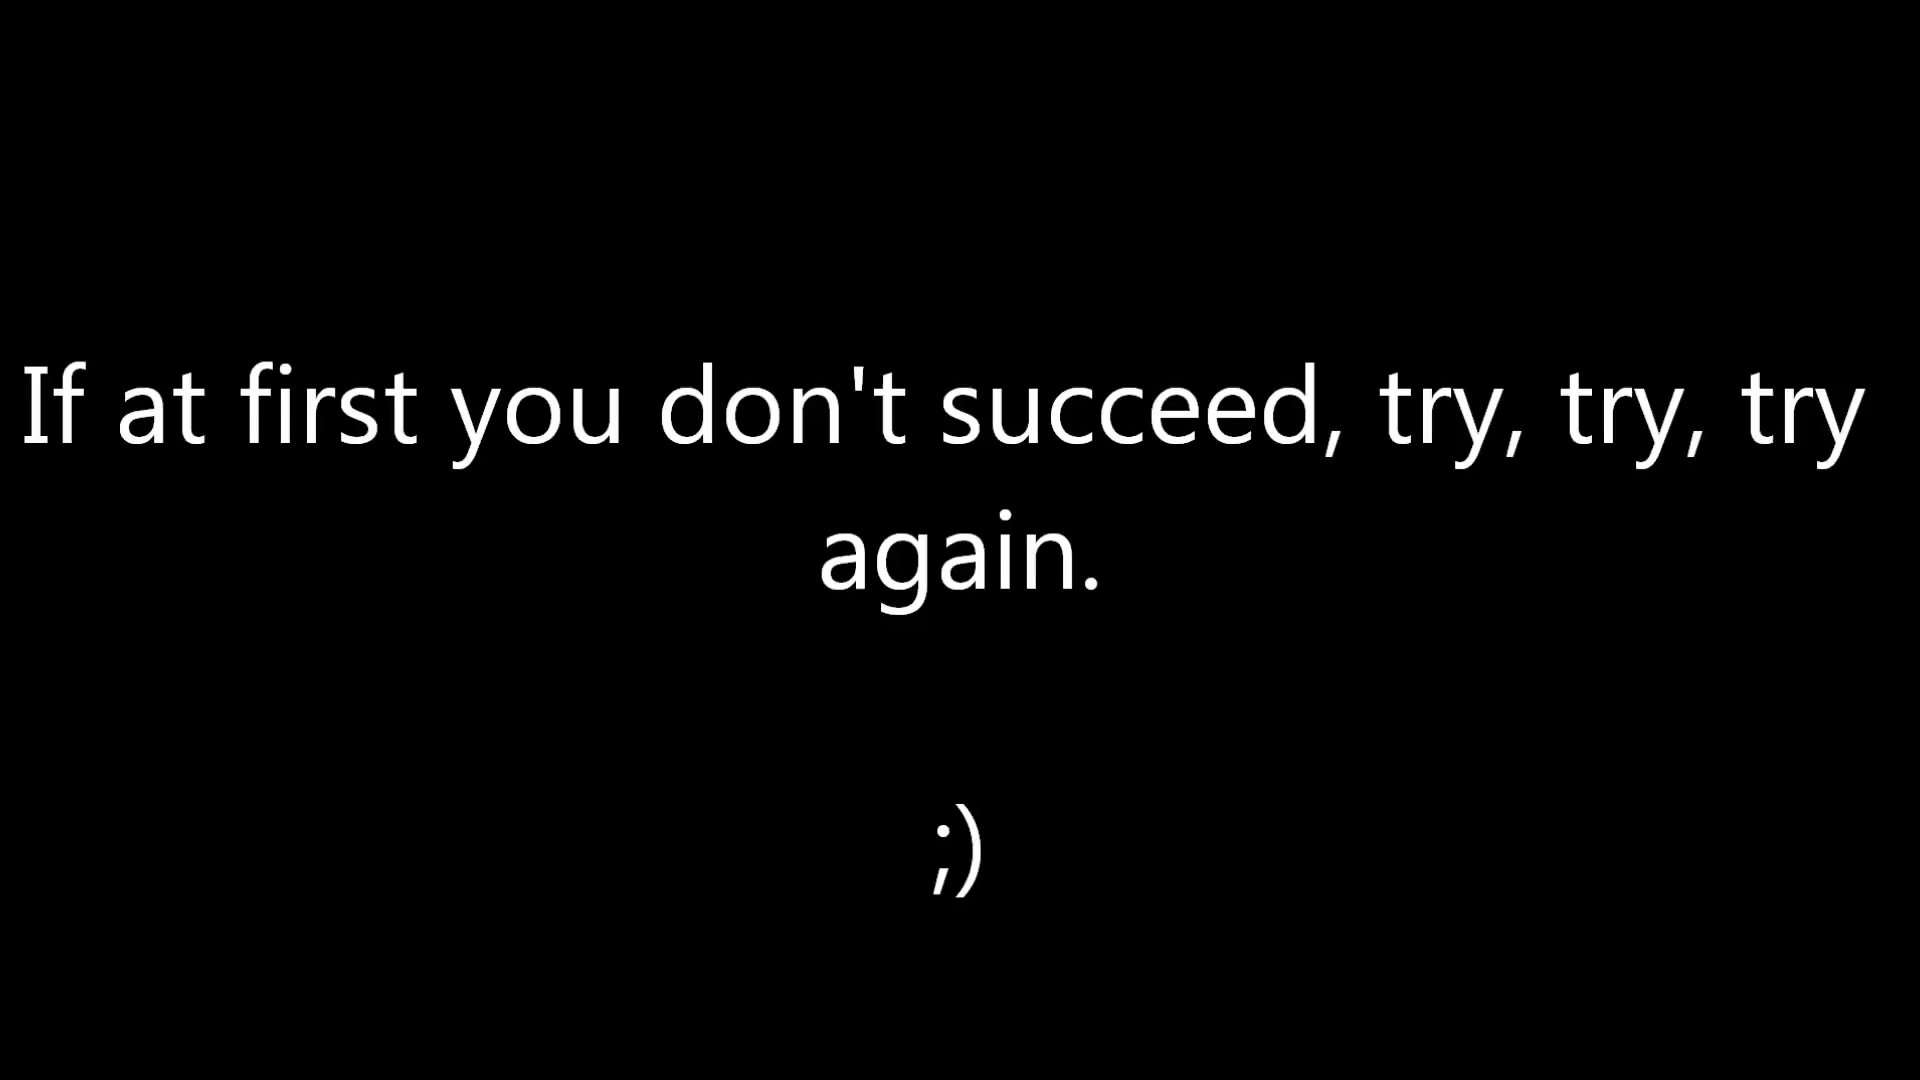 If at first you don't succeed, try, try, try
again.
;)